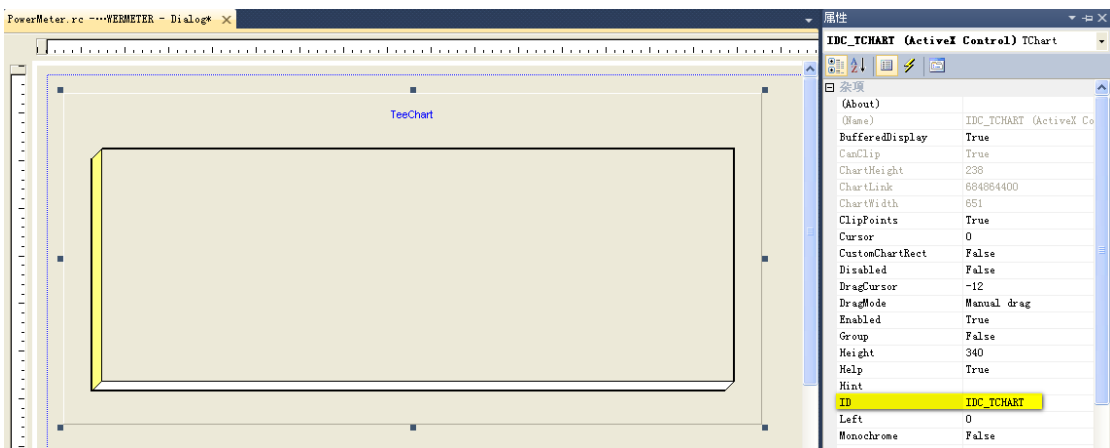 PowerMeter.rc -···WERMETER - Dialog*
属性
IDC_TCHART (ActiveX Control) TChart
杂项
(About)
(Name) IDC_TCHART (ActiveX Co
BufferedDisplay True
CanClip True
ChartHeight 238
ChartLink 684864400
ChartWidth 651
ClipPoints True
Cursor 0
CustomChartRect False
Disabled False
DragCursor -12
DragMode Manual drag
Enabled True
Group False
Height 340
Help True
Hint
ID IDC_TCHART
Left 0
Monochrome False
TeeChart